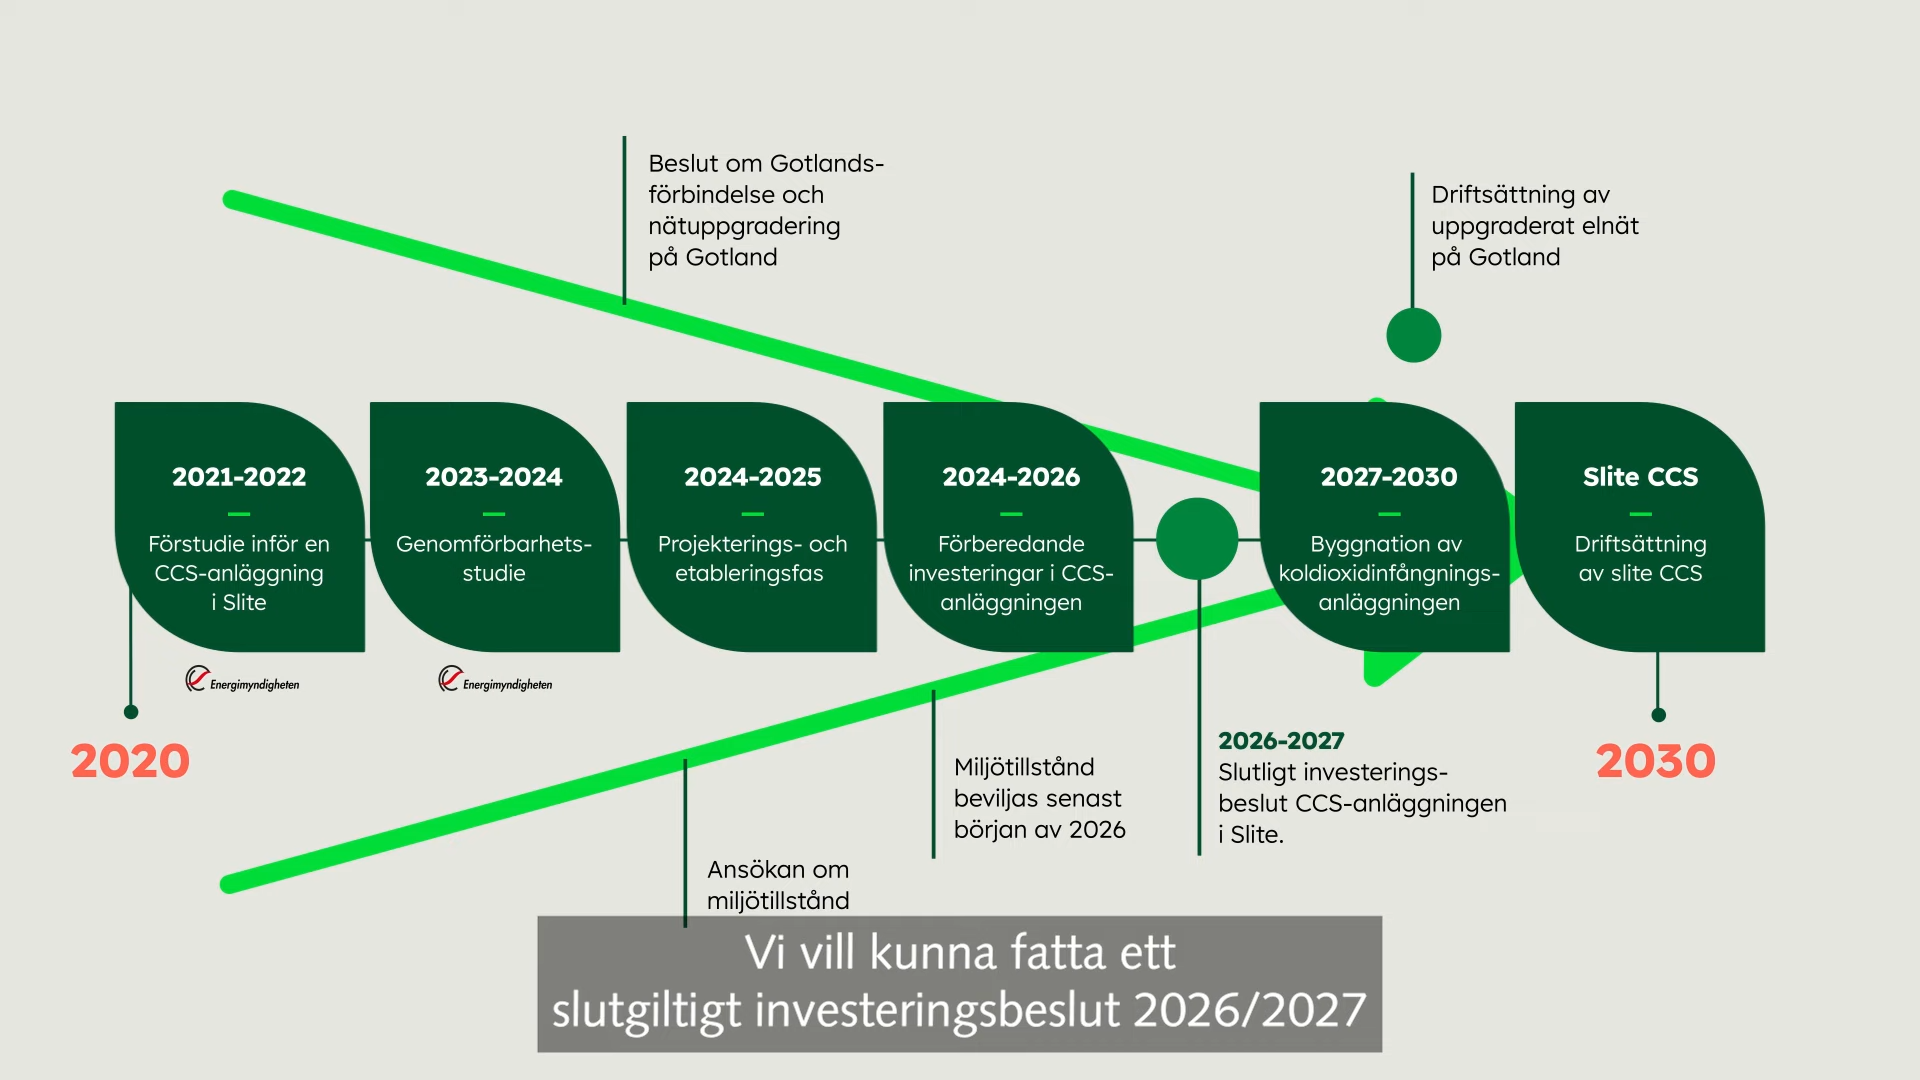 Beslut om Gotlands-
förbindelse och
nätuppgradering
på Gotland
Driftsättning av
uppgraderat elnät
på Gotland
2021-2022
Förstudie inför en
CCS-anläggning
i Slite
2023-2024
Genomförbarhets-
studie
2024-2025
Projekterings- och
etableringsfas
2024-2026
Förberedande
investeringar i CCS-
anläggningen
2027-2030
Byggnation av
koldioxidinfångnings-
anläggningen
Slite CCS
Driftsättning
av slite CCS
Energimyndigheten
Energimyndigheten
2020
2030
2026-2027
Slutligt investerings-
beslut CCS-anläggningen
i Slite.
Miljötillstånd
beviljas senast
början av 2026
Ansökan om
miljötillstånd
Vi vill kunna fatta ett
slutgiltigt investeringsbeslut 2026/2027